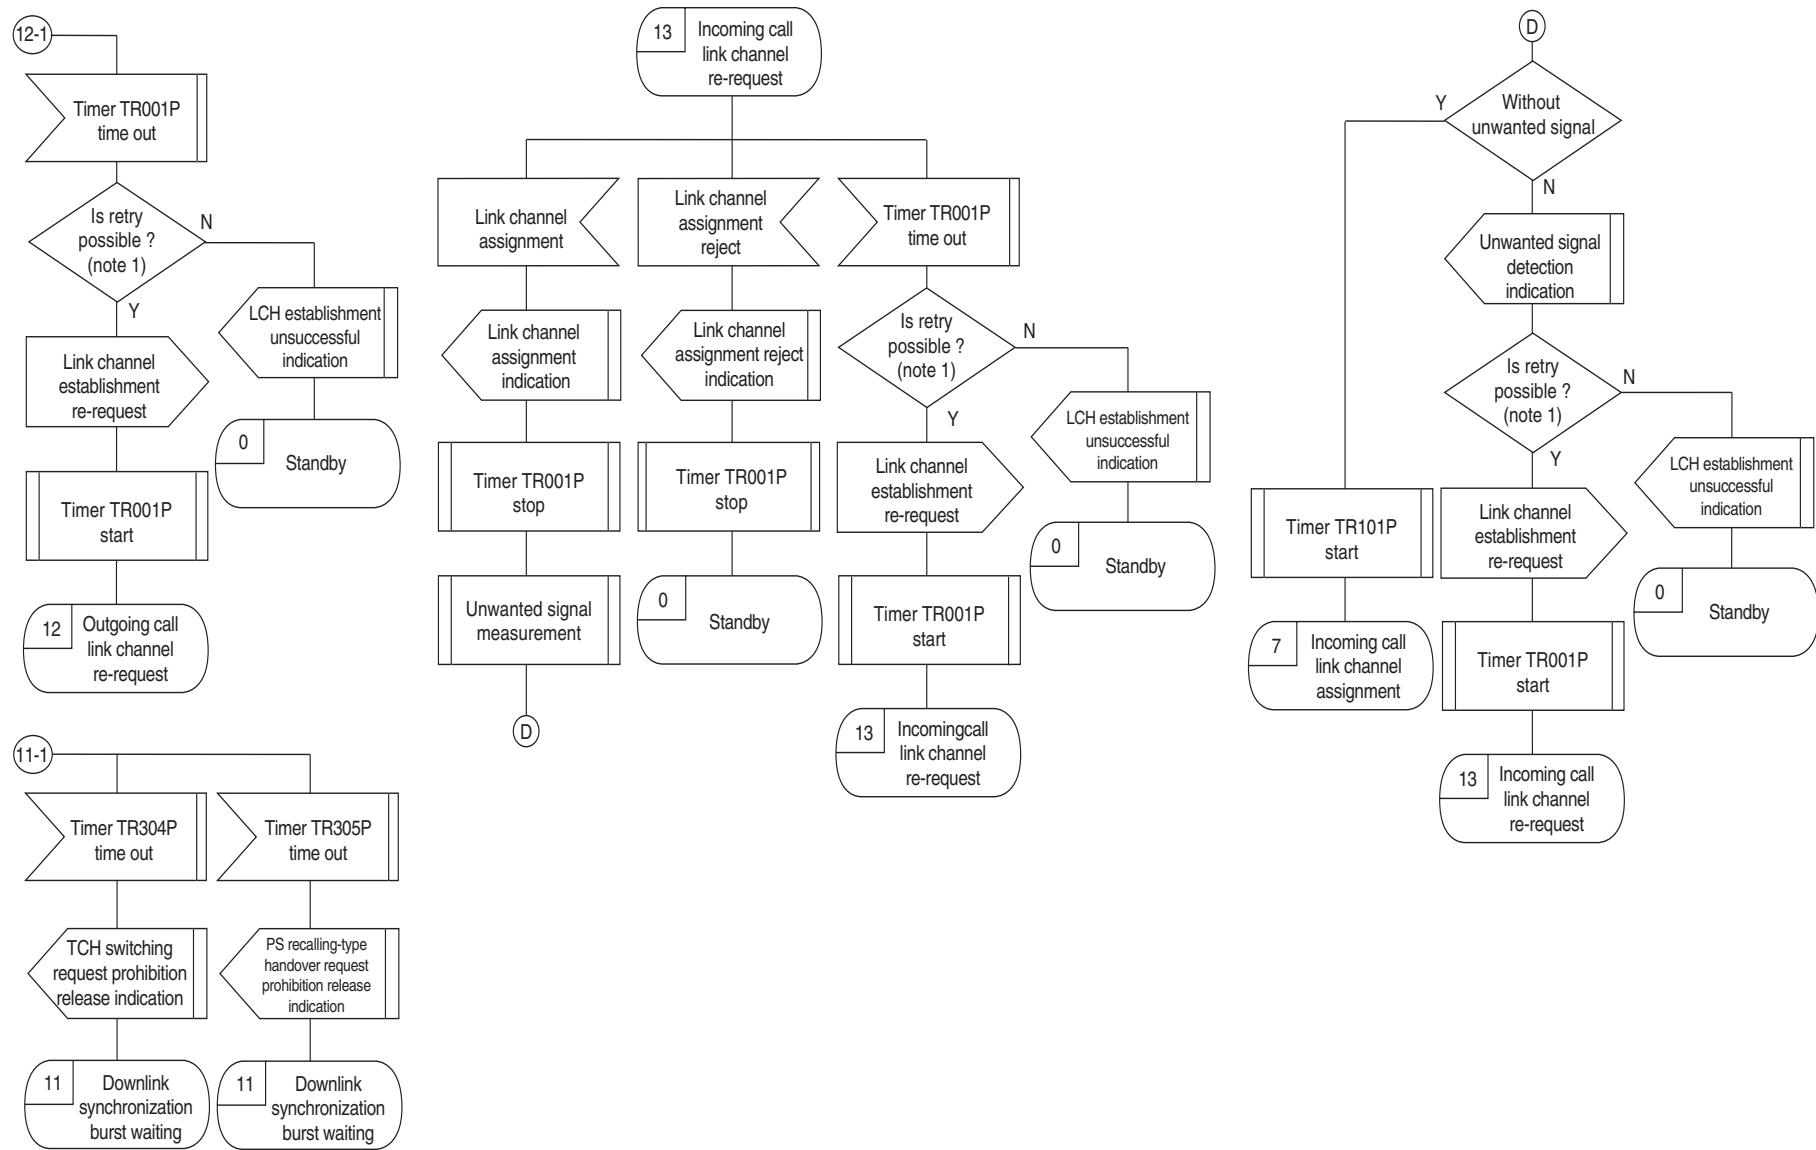 12-1
Timer TR001P
time out
Is retry
possible ?
(note 1)
N
Y
LCH establishment
unsuccessful
indication
Link channel
establishment
re-request
0
Standby
Timer TR001P
start
12
Outgoing call
link channel
re-request
11-1
Timer TR304P
time out
Timer TR305P
time out
TCH switching
request prohibition
release indication
PS recalling-type
handover request
prohibition release
indication
11
Downlink
synchronization
burst waiting
11
Downlink
synchronization
burst waiting
13
Incoming call
link channel
re-request
Link channel
assignment
Link channel
assignment
reject
Timer TR001P
time out
Link channel
assignment
indication
Link channel
assignment reject
indication
Is retry
possible ?
(note 1)
N
Y
LCH establishment
unsuccessful
indication
Timer TR001P
stop
Timer TR001P
stop
Link channel
establishment
re-request
0
Standby
Unwanted signal
measurement
0
Standby
Timer TR001P
start
D
13
Incomingcall
link channel
re-request
D
Without
unwanted signal
Y
N
Unwanted signal
detection
indication
Is retry
possible ?
(note 1)
N
Y
LCH establishment
unsuccessful
indication
Timer TR101P
start
Link channel
establishment
re-request
0
Standby
7
Incoming call
link channel
assignment
Timer TR001P
start
13
Incoming call
link channel
re-request